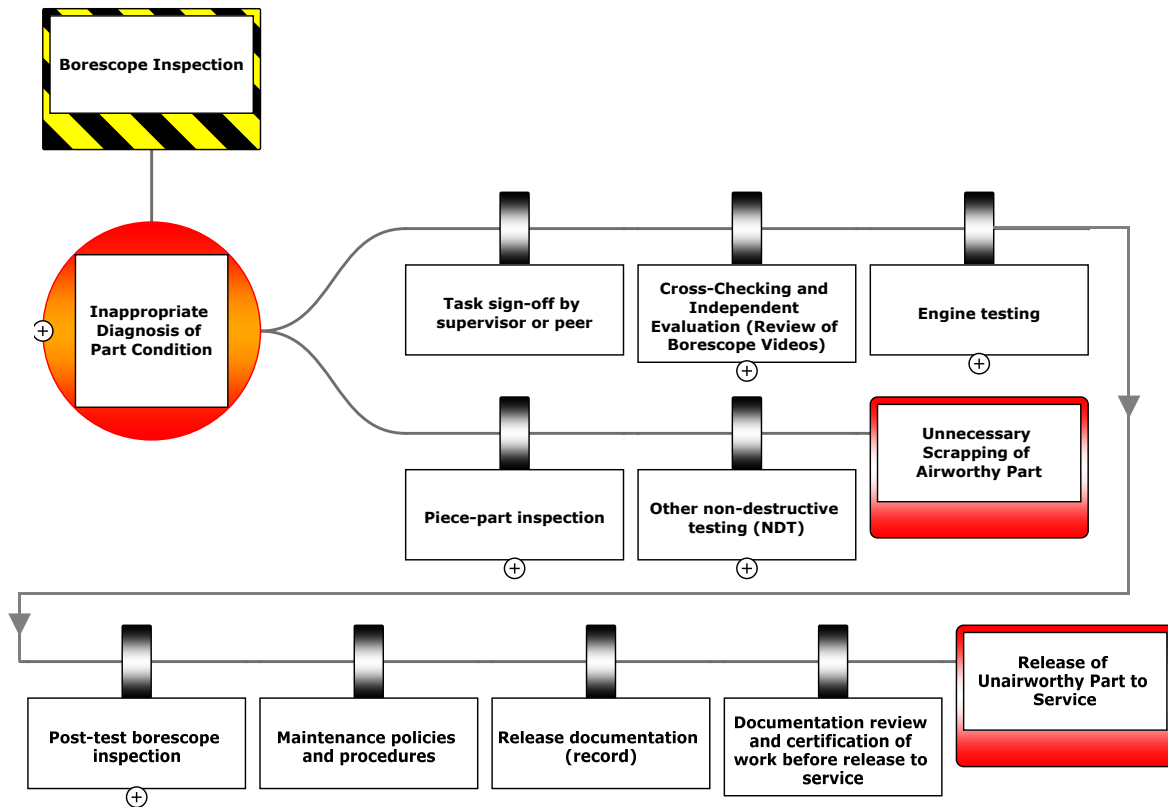 Borescope Inspection
Inappropriate
Diagnosis of
Part Condition
Task sign-off by
supervisor or peer
Cross-Checking and
Independent
Evaluation (Review of
Borescope Videos)
Engine testing
Piece-part inspection
Other non-destructive
testing (NDT)
Unnecessary
Scrapping of
Airworthy Part
Post-test borescope
inspection
Maintenance policies
and procedures
Release documentation
(record)
Documentation review
and certification of
work before release to
service
Release of
Unairworthy Part to
Service